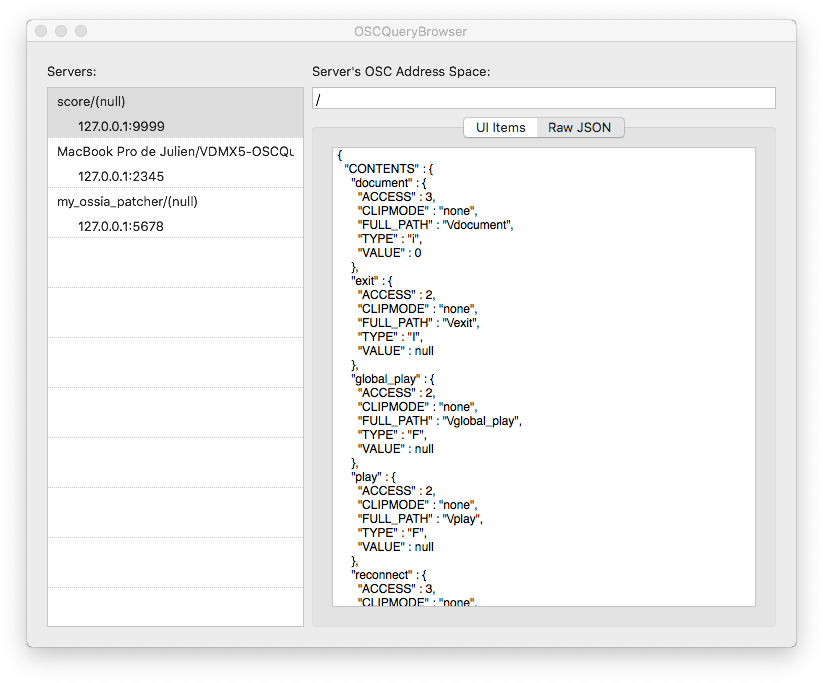 OSCQueryBrowser
Servers:
score/(null)
127.0.0.1:9999
MacBook Pro de Julien/VDMX5-OSCQu
127.0.0.1:2345
my_ossia_patcher/(null)
127.0.0.1:5678
Server's OSC Address Space:
/
UI Items
Raw JSON
{
"CONTENTS" : {
"document" : {
"ACCESS" : 3,
"CLIPMODE" : "none",
"FULL_PATH" : "\/document",
"TYPE" : "i",
"VALUE" : 0
},
"exit" : {
"ACCESS" : 2,
"CLIPMODE" : "none",
"FULL_PATH" : "\/exit",
"TYPE" : "I",
"VALUE" : null
},
"global_play" : {
"ACCESS" : 2,
"CLIPMODE" : "none",
"FULL_PATH" : "\/global_play",
"TYPE" : "F",
"VALUE" : null
},
"play" : {
"ACCESS" : 2,
"CLIPMODE" : "none",
"FULL_PATH" : "\/play",
"TYPE" : "F",
"VALUE" : null
},
"reconnect" : {
"ACCESS" : 3,
"CLIPMODE" : "none",